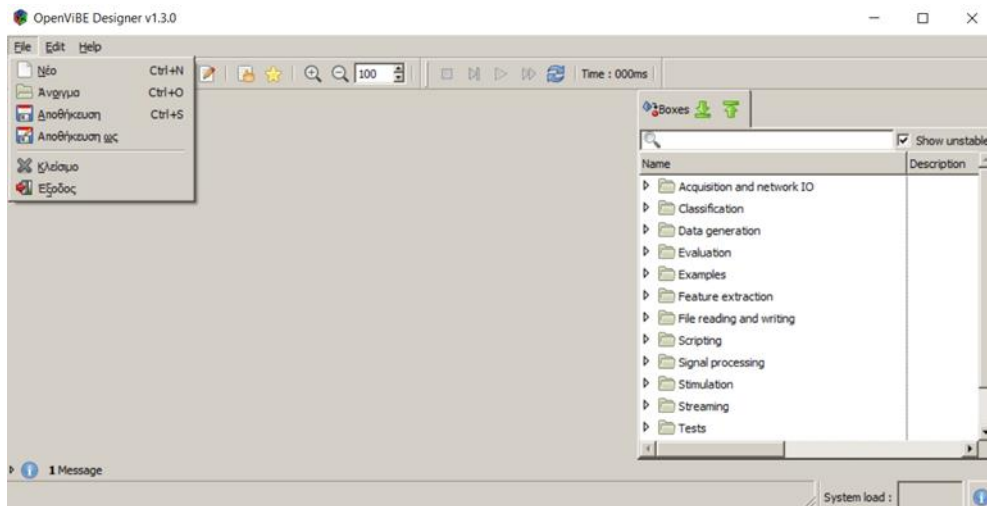 OpenViBE Designer v1.3.0
File Edit Help
Νέο Ctrl+N
Άνοιγμα Ctrl+O
Αποθήκευση Ctrl+S
Αποθήκευση ως
Κλείσιμο
Έξοδος
100
Time : 000ms
Boxes
Show unstable
Name Description
Acquisition and network IO
Classification
Data generation
Evaluation
Examples
Feature extraction
File reading and writing
Scripting
Signal processing
Stimulation
Streaming
Tests
1 Message
System load :